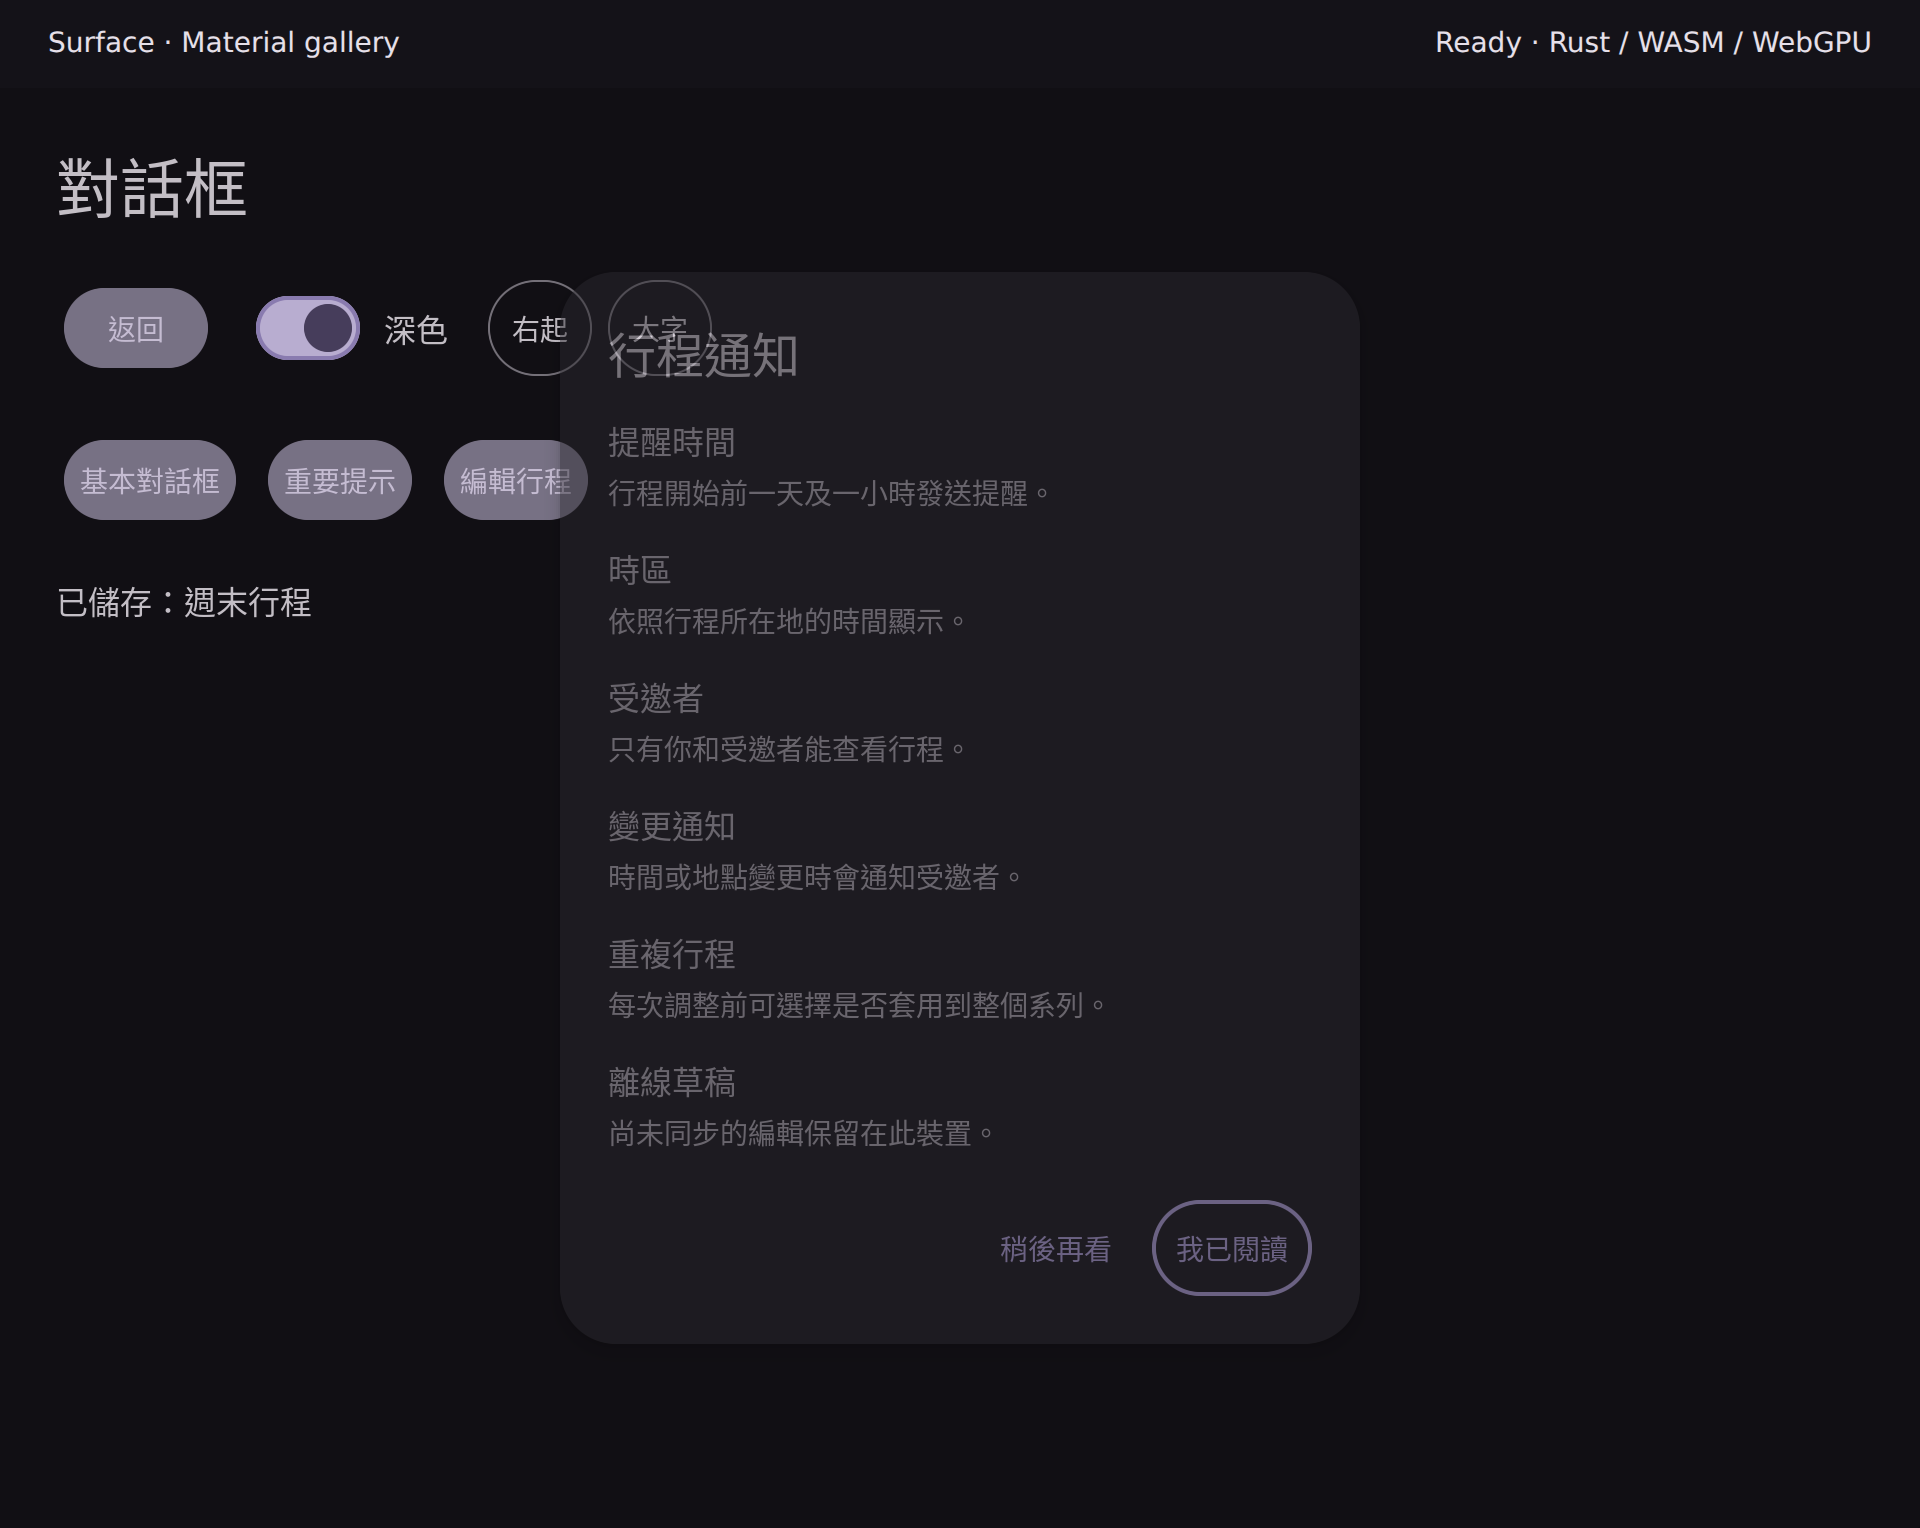 Surface · Material gallery
Ready · Rust / WASM / WebGPU
對話框
返回
深色
右起
大字
基本對話框
重要提示
編輯行程
已儲存：週末行程
行程通知
提醒時間
行程開始前一天及一小時發送提醒。
時區
依照行程所在地的時間顯示。
受邀者
只有你和受邀者能查看行程。
變更通知
時間或地點變更時會通知受邀者。
重複行程
每次調整前可選擇是否套用到整個系列。
離線草稿
尚未同步的編輯保留在此裝置。
稍後再看
我已閱讀